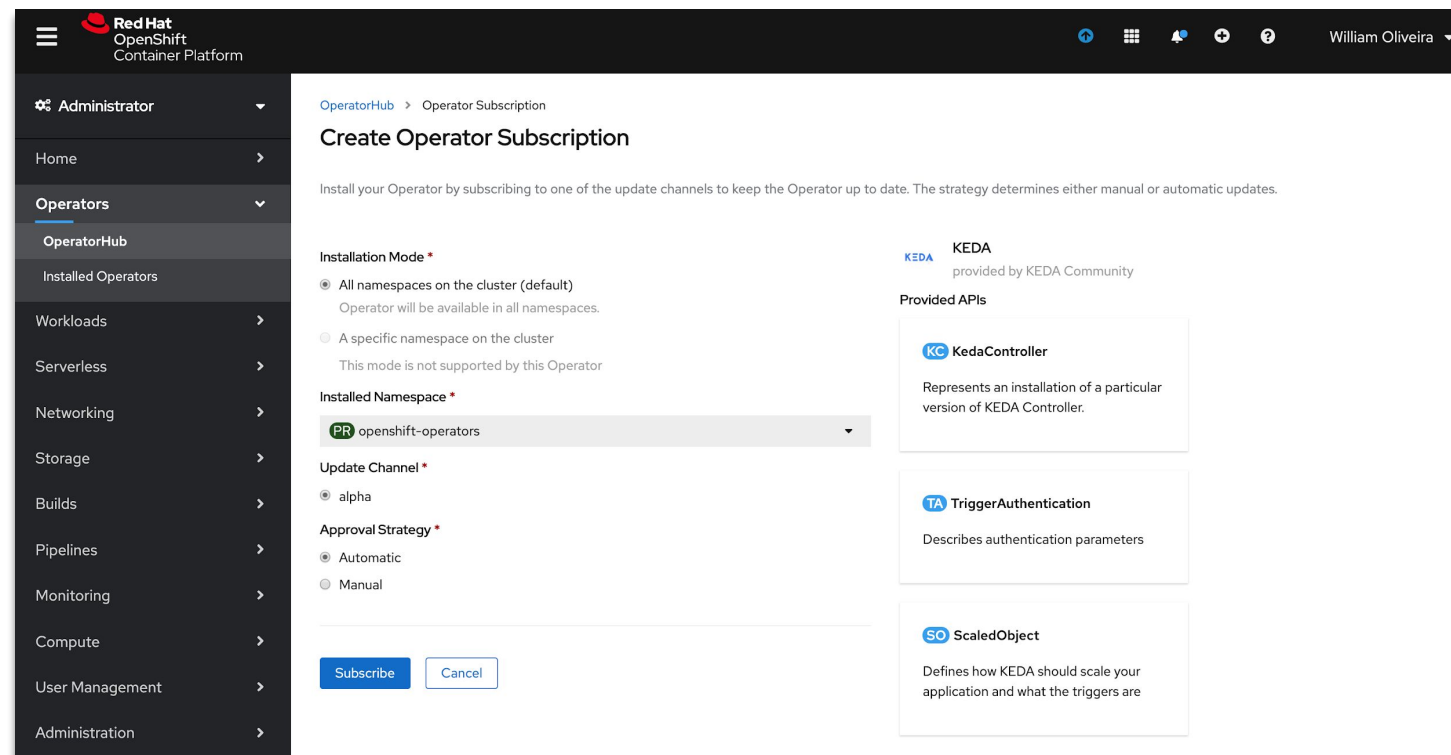 Red Hat
OpenShift
Container Platform
William Oliveira
Administrator
Home
Operators
OperatorHub
Installed Operators
Workloads
Serverless
Networking
Storage
Builds
Pipelines
Monitoring
Compute
User Management
Administration
OperatorHub > Operator Subscription
Create Operator Subscription
Install your Operator by subscribing to one of the update channels to keep the Operator up to date. The strategy determines either manual or automatic updates.
Installation Mode *
All namespaces on the cluster (default)
Operator will be available in all namespaces.
A specific namespace on the cluster
This mode is not supported by this Operator
Installed Namespace *
PR openshift-operators
Update Channel *
alpha
Approval Strategy *
Automatic
Manual
Subscribe Cancel
KEDA KEDA
provided by KEDA Community
Provided APIs
KC KedaController
Represents an installation of a particular
version of KEDA Controller.
TA TriggerAuthentication
Describes authentication parameters
SO ScaledObject
Defines how KEDA should scale your
application and what the triggers are